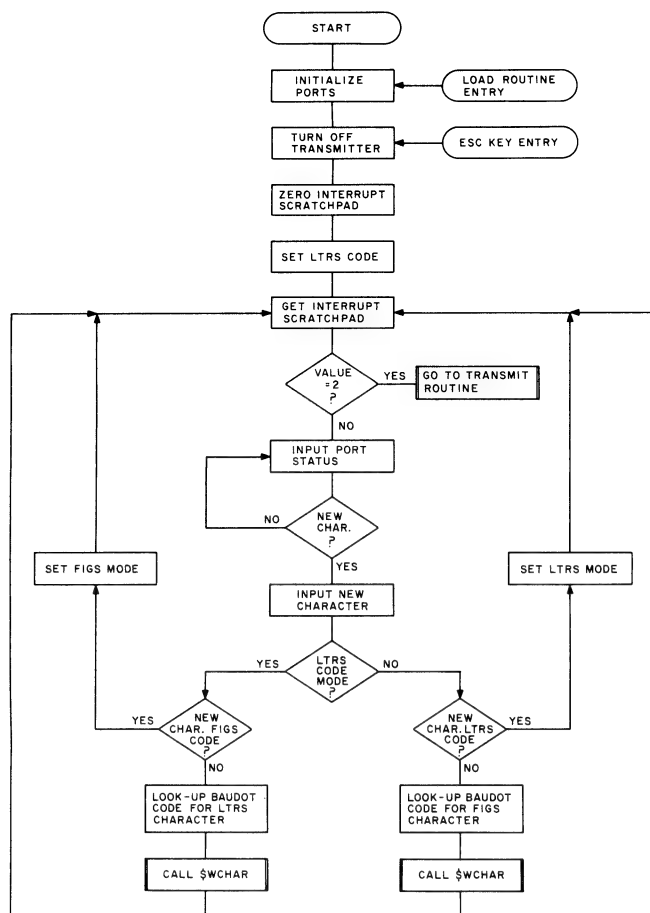 START
INITIALIZE
PORTS
LOAD ROUTINE
ENTRY
TURN OFF
TRANSMITTER
ESC KEY ENTRY
ZERO INTERRUPT
SCRATCHPAD
SET LTRS CODE
GET INTERRUPT
SCRATCHPAD
VALUE
=2
?
YES
GO TO TRANSMIT
ROUTINE
NO
INPUT PORT
STATUS
NO
NEW
CHAR.
?
YES
SET FIGS MODE
SET LTRS MODE
INPUT NEW
CHARACTER
YES
LTRS
CODE
MODE
?
NO
YES
NEW
CHAR. FIGS
CODE
?
NO
NEW
CHAR. LTRS
CODE
?
YES
NO
LOOK-UP BAUDOT
CODE FOR LTRS
CHARACTER
LOOK-UP BAUDOT
CODE FOR FIGS
CHARACTER
CALL $WCHAR
CALL $WCHAR